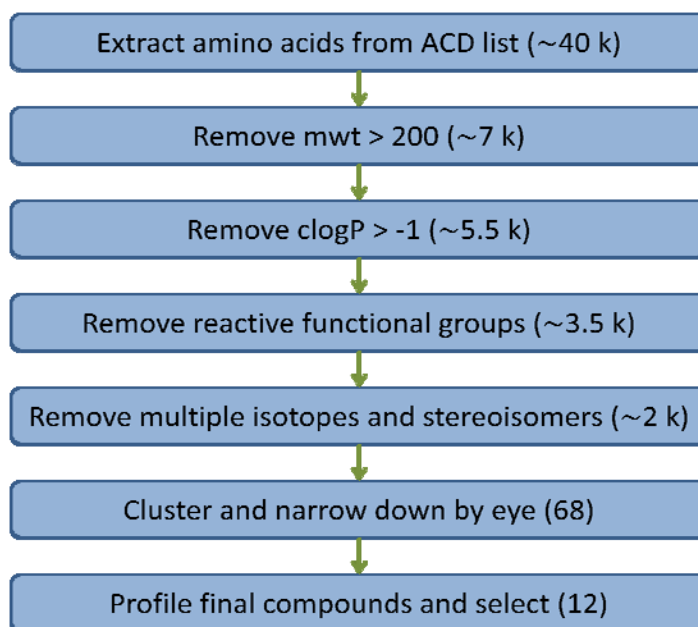 Extract amino acids from ACD list (~40 k)
Remove mwt > 200 (~7 k)
Remove clogP > -1 (~5.5 k)
Remove reactive functional groups (~3.5 k)
Remove multiple isotopes and stereoisomers (~2 k)
Cluster and narrow down by eye (68)
Profile final compounds and select (12)